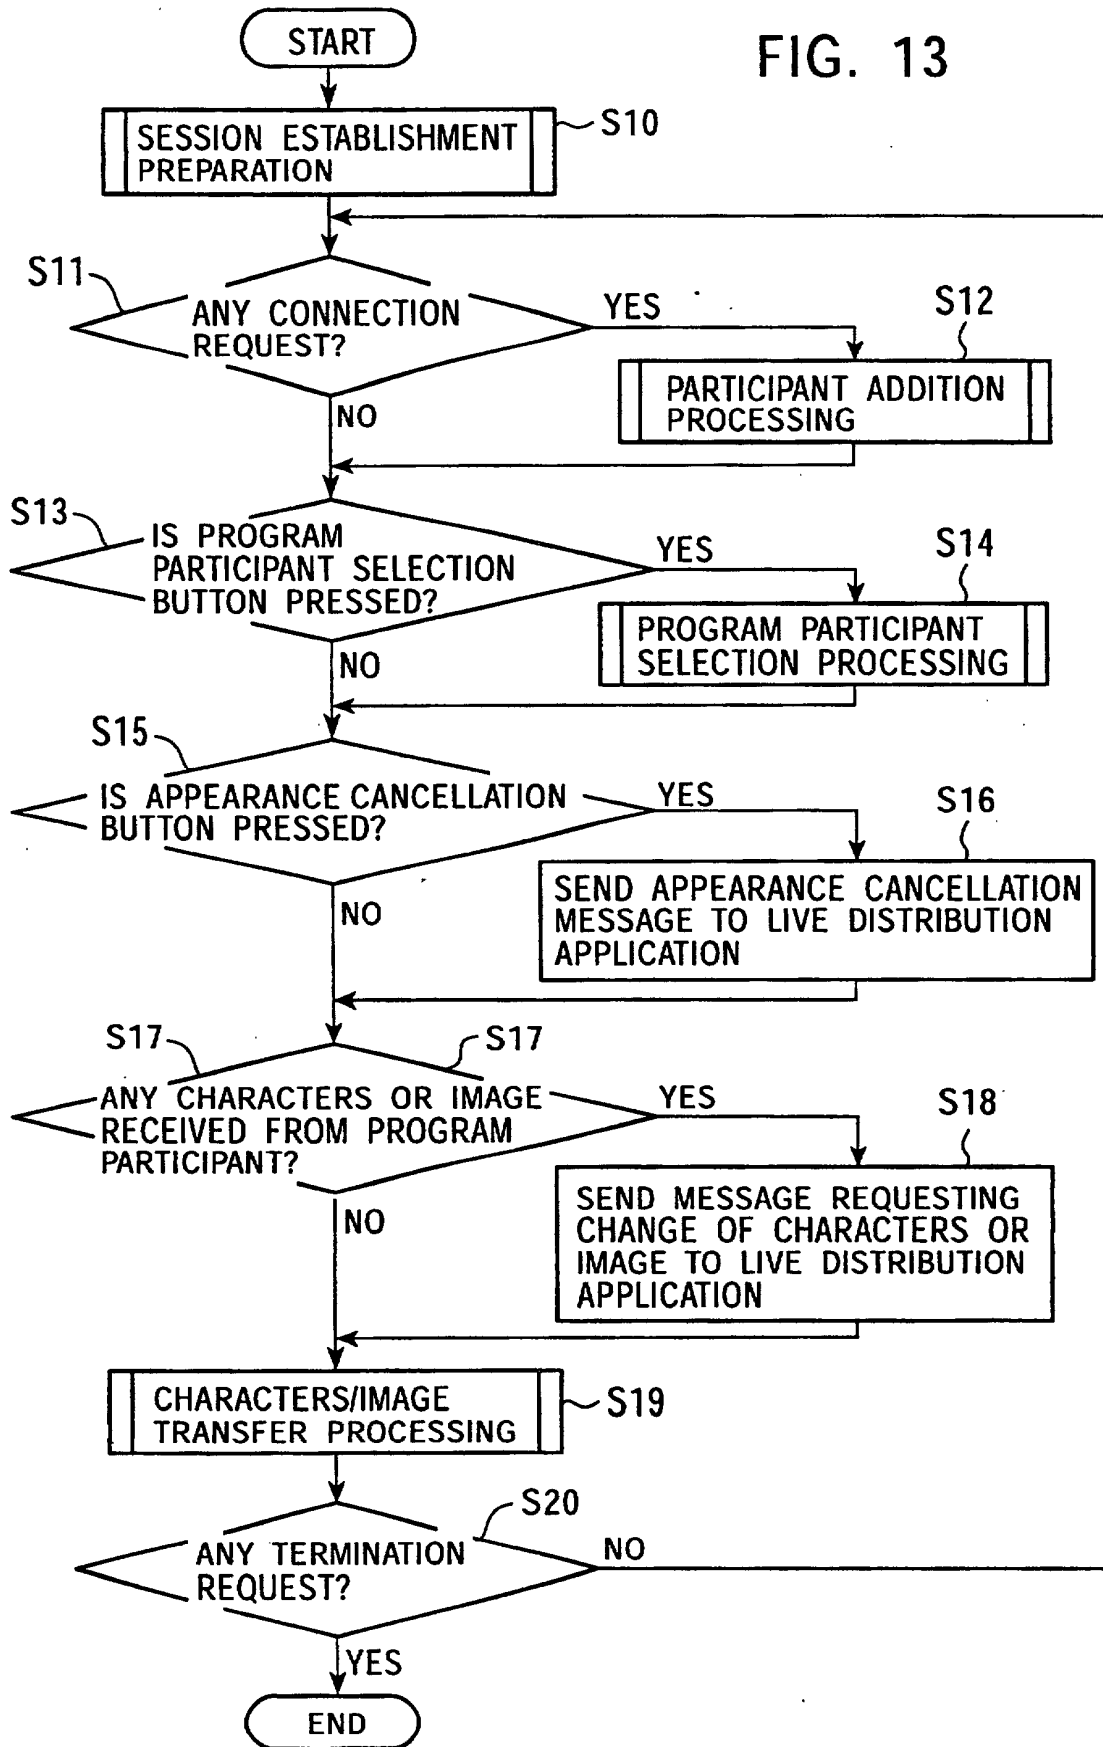 START
FIG. 13
SESSION ESTABLISHMENT
PREPARATION
S10
S11
ANY CONNECTION
REQUEST?
YES
NO
S12
PARTICIPANT ADDITION
PROCESSING
S13
IS PROGRAM
PARTICIPANT SELECTION
BUTTON PRESSED?
YES
NO
S14
PROGRAM PARTICIPANT
SELECTION PROCESSING
S15
IS APPEARANCE CANCELLATION
BUTTON PRESSED?
YES
NO
S16
SEND APPEARANCE CANCELLATION
MESSAGE TO LIVE DISTRIBUTION
APPLICATION
S17
S17
ANY CHARACTERS OR IMAGE
RECEIVED FROM PROGRAM
PARTICIPANT?
YES
NO
S18
SEND MESSAGE REQUESTING
CHANGE OF CHARACTERS OR
IMAGE TO LIVE DISTRIBUTION
APPLICATION
CHARACTERS/IMAGE
TRANSFER PROCESSING
S19
S20
ANY TERMINATION
REQUEST?
NO
YES
END